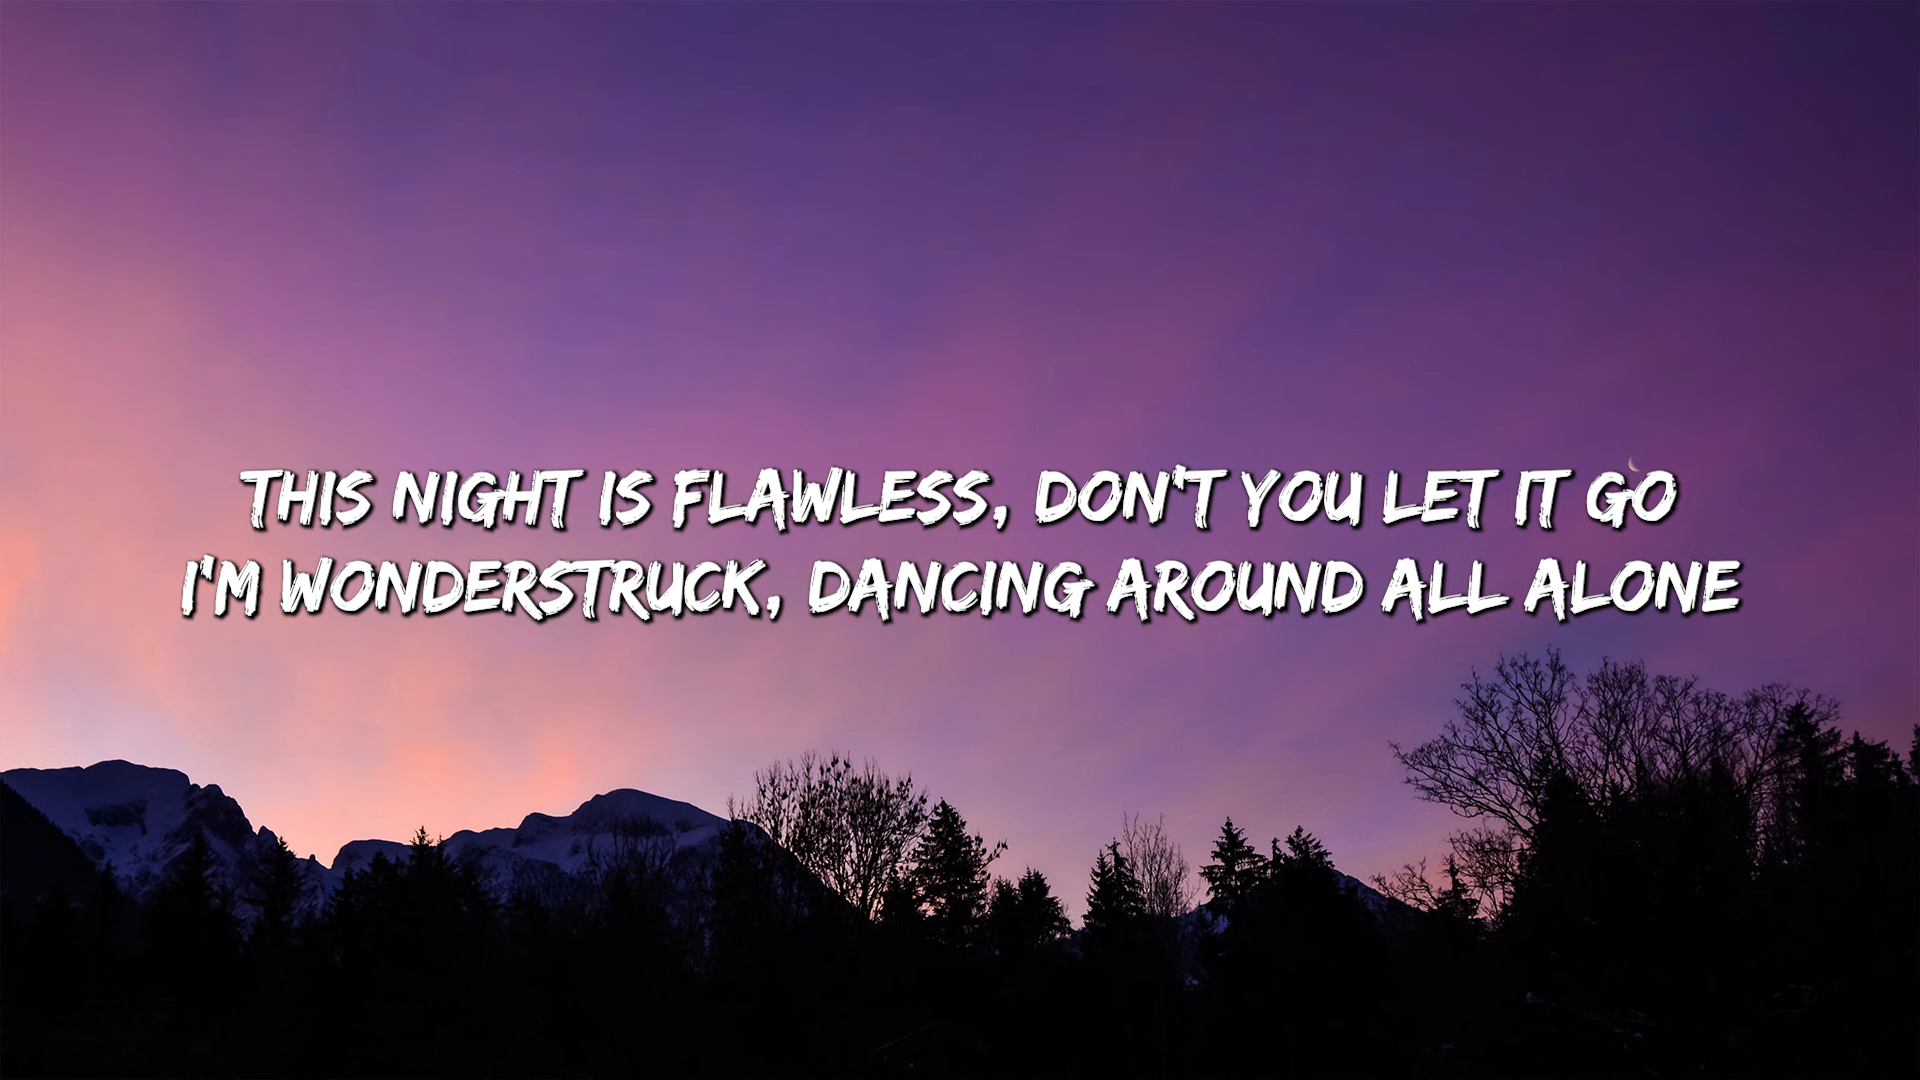 THIS NIGHT IS FLAWLESS, DON'T YOU LET IT GO
I'M WONDERSTRUCK, DANCING AROUND ALL ALONE